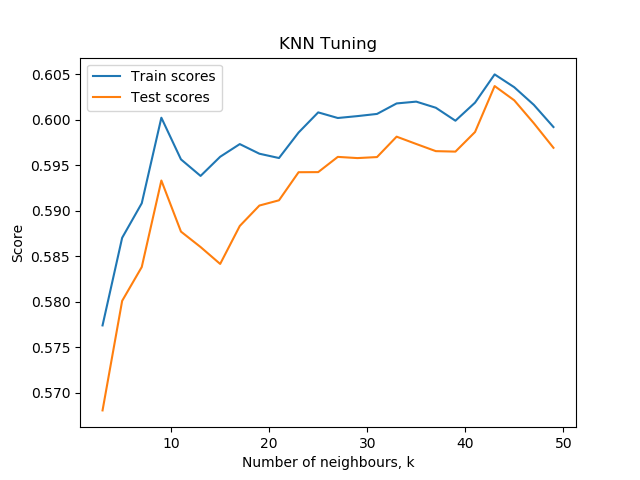 KNN Tuning
Train scores
Test scores
0.605
0.600
0.595
0.590
0.585
0.580
0.575
0.570
Score
10
20
30
40
50
Number of neighbours, k